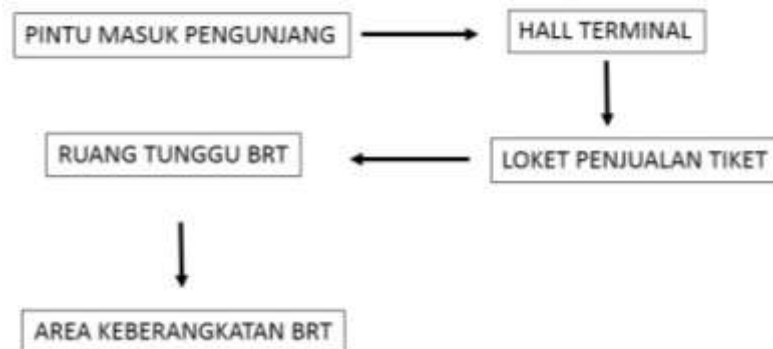 PINTU MASUK PENGUNJANG
HALL TERMINAL
LOKET PENJUALAN TIKET
RUANG TUNGGU BRT
AREA KEBERANGKATAN BRT